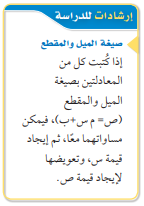 إرشادات للدراسة
صيغة الميل والمقطع
إذا كُتبت كل من
المعادلتين بصيغة
الميل والمقطع
(ص= م س+ب)، فيمكن
مساواتهما معًا، ثم إيجاد
قيمة س، وتعويضها
لإيجاد قيمة ص.